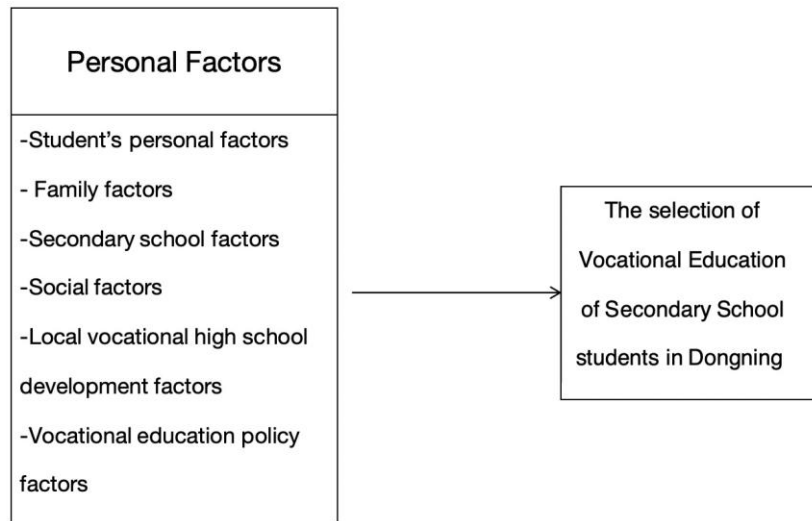 Personal Factors
-Student’s personal factors
- Family factors
-Secondary school factors
-Social factors
-Local vocational high school
development factors
-Vocational education policy
factors
The selection of
Vocational Education
of Secondary School
students in Dongning